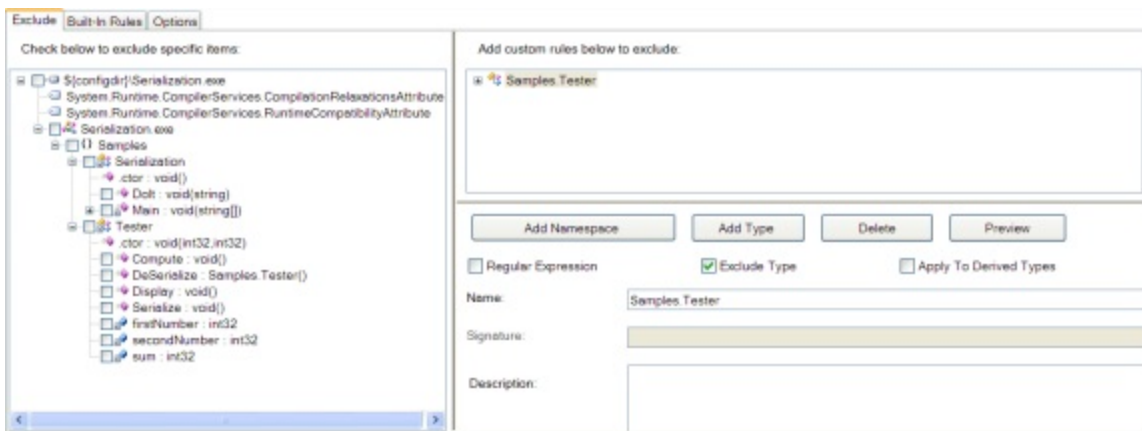 Exclude Built-In Rules Options
Check below to exclude specific items:
${configdir}\Serialization.exe
System.Runtime.CompilerServices.CompilationRelaxationsAttribute
System.Runtime.CompilerServices.RuntimeCompatibilityAttribute
Serialization.exe
{} Samples
Serialization
.ctor : void()
DoIt : void(string)
Main : void(string[])
Tester
.ctor : void(int32,int32)
Compute : void()
DeSerialize : Samples.Tester()
Display : void()
Serialize : void()
firstNumber : int32
secondNumber : int32
sum : int32
Add custom rules below to exclude:
Samples.Tester
Add Namespace Add Type Delete Preview
Regular Expression Exclude Type Apply To Derived Types
Name: Samples.Tester
Signature:
Description: